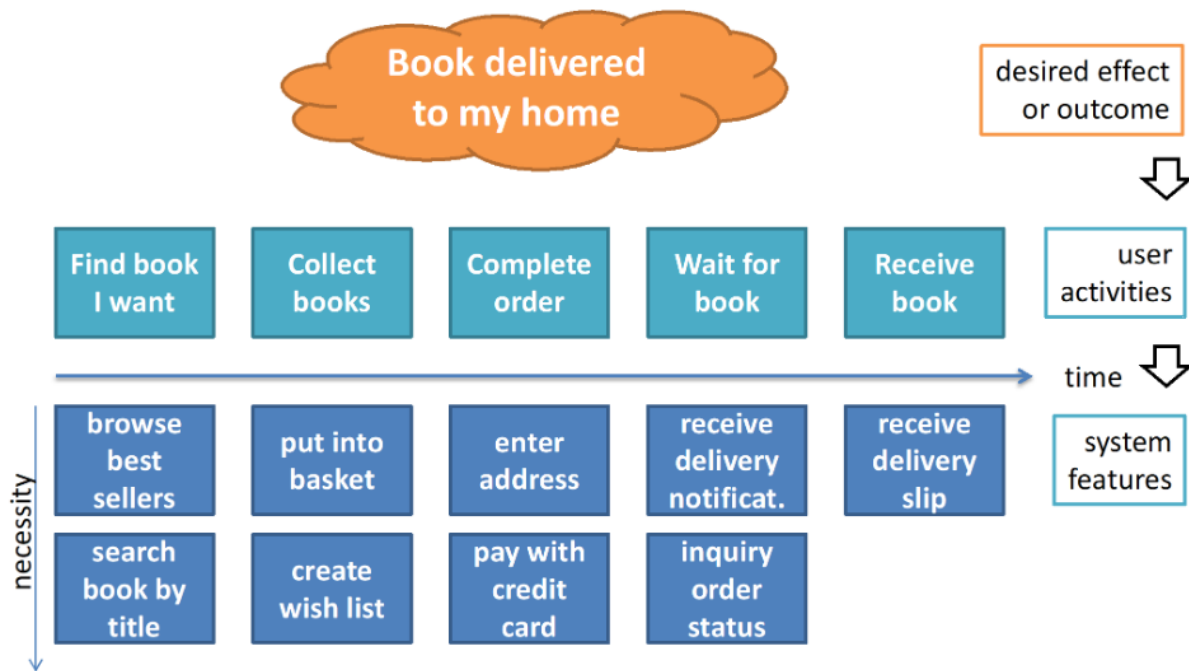 Book delivered
to my home
desired effect
or outcome
Find book
I want
Collect
books
Complete
order
Wait for
book
Receive
book
user
activities
time
necessity
browse
best
sellers
put into
basket
enter
address
receive
delivery
notificat.
receive
delivery
slip
system
features
search
book by
title
create
wish list
pay with
credit
card
inquiry
order
status